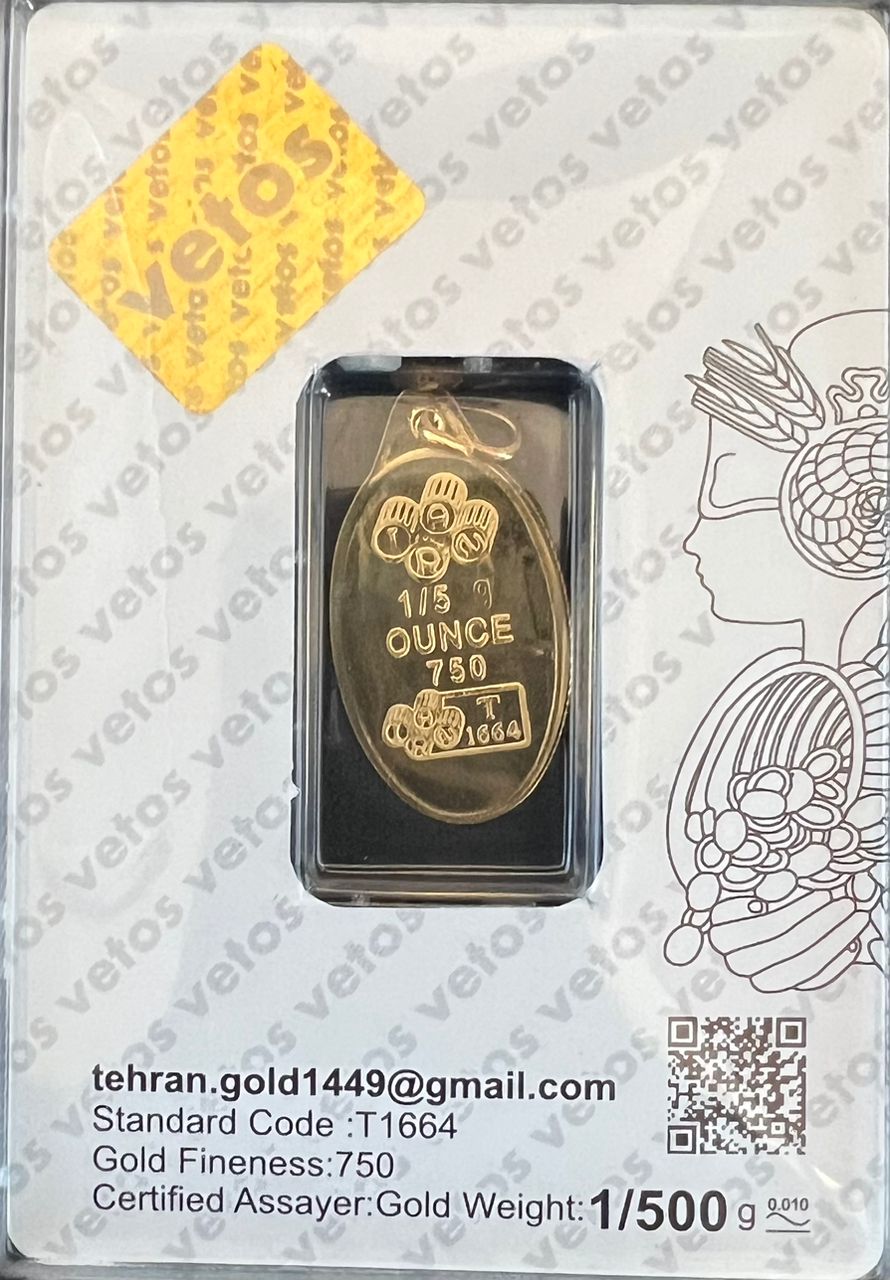 vetos
I A R S
1/5 g
OUNCE
750
T
1664
tehran.gold1449@gmail.com
Standard Code :T1664
Gold Fineness:750
Certified Assayer:Gold Weight:1/500 g 0.010